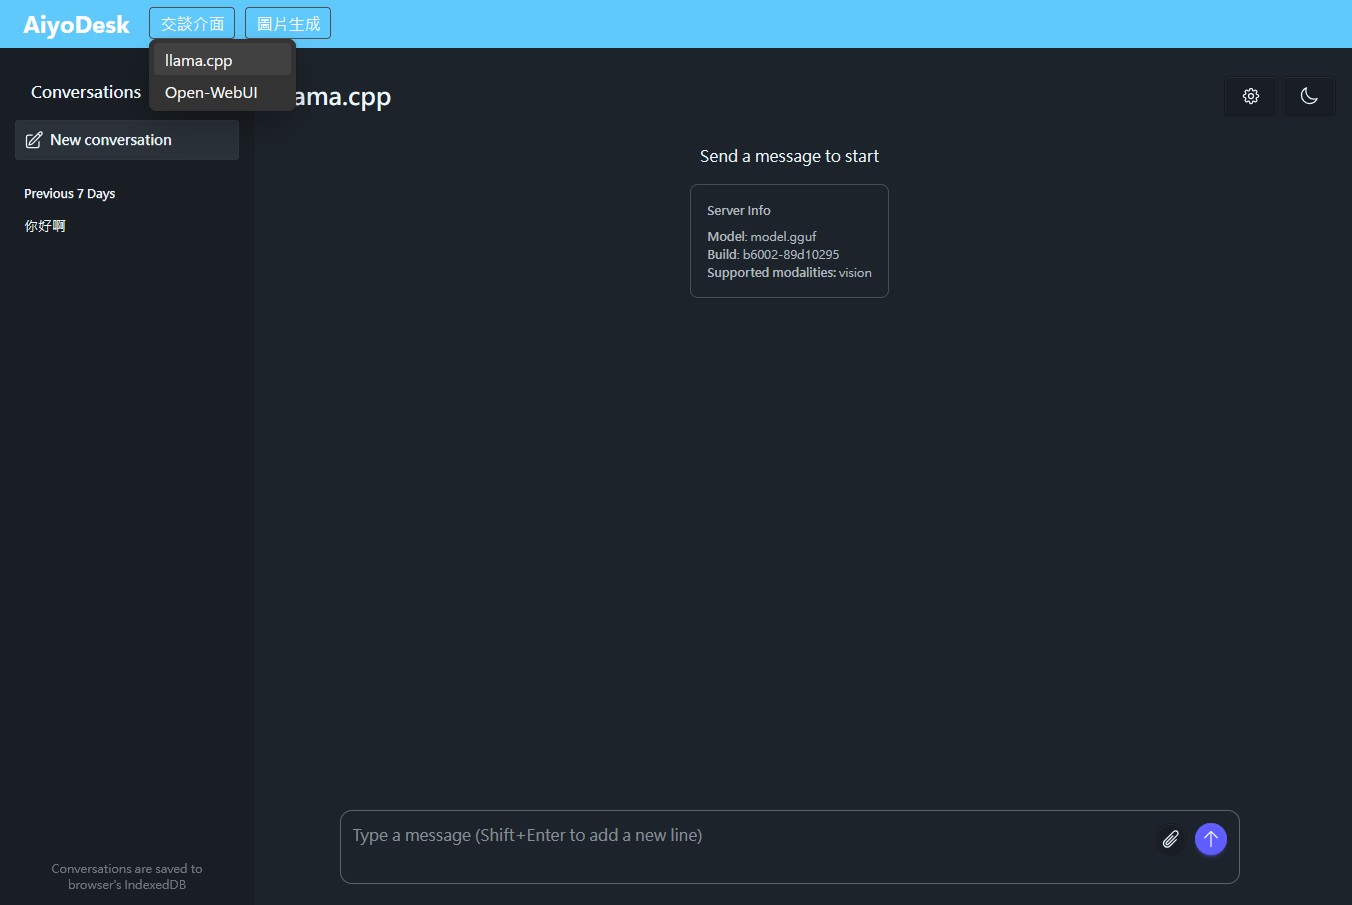 AiyoDesk
交談介面
圖片生成
llama.cpp
Open-WebUI
Conversations
New conversation
Previous 7 Days
你好啊
ama.cpp
Send a message to start
Server Info
Model: model.gguf
Build: b6002-89d10295
Supported modalities: vision
Type a message (Shift+Enter to add a new line)
Conversations are saved to
browser's IndexedDB